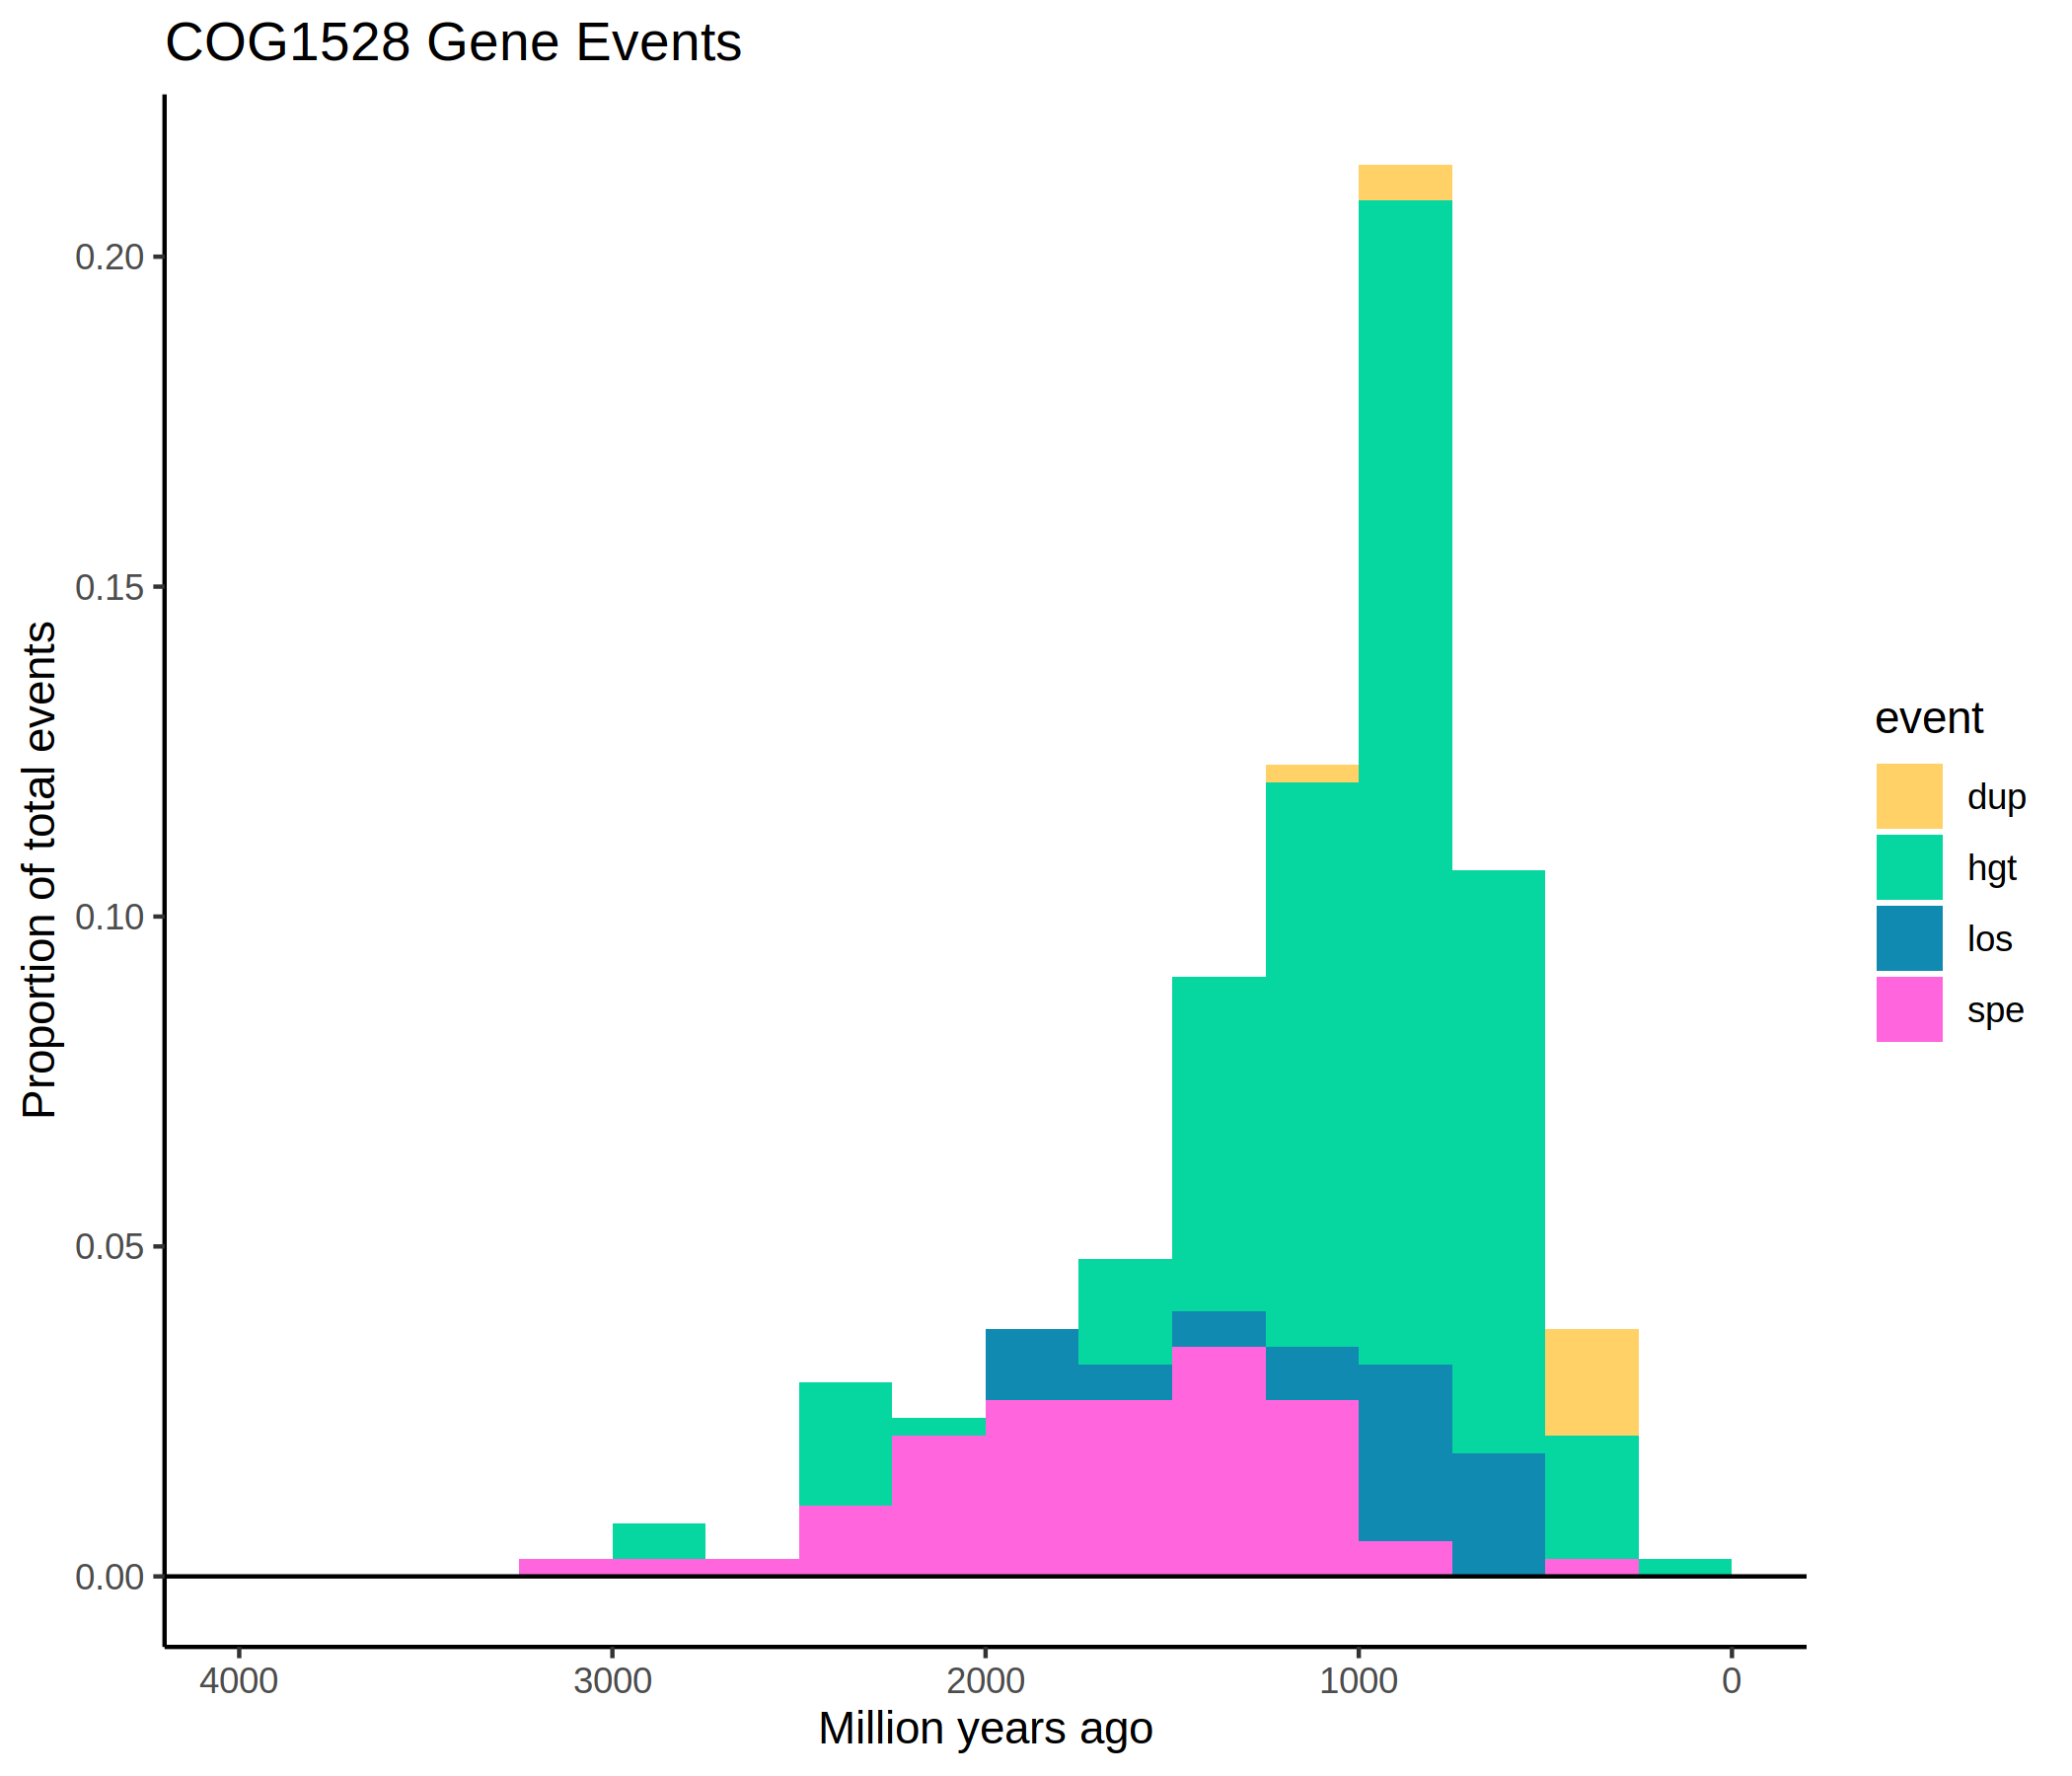 COG1528 Gene Events
Proportion of total events
0.20
0.15
0.10
0.05
0.00
4000 3000 2000 1000 0
Million years ago
event
dup
hgt
los
spe